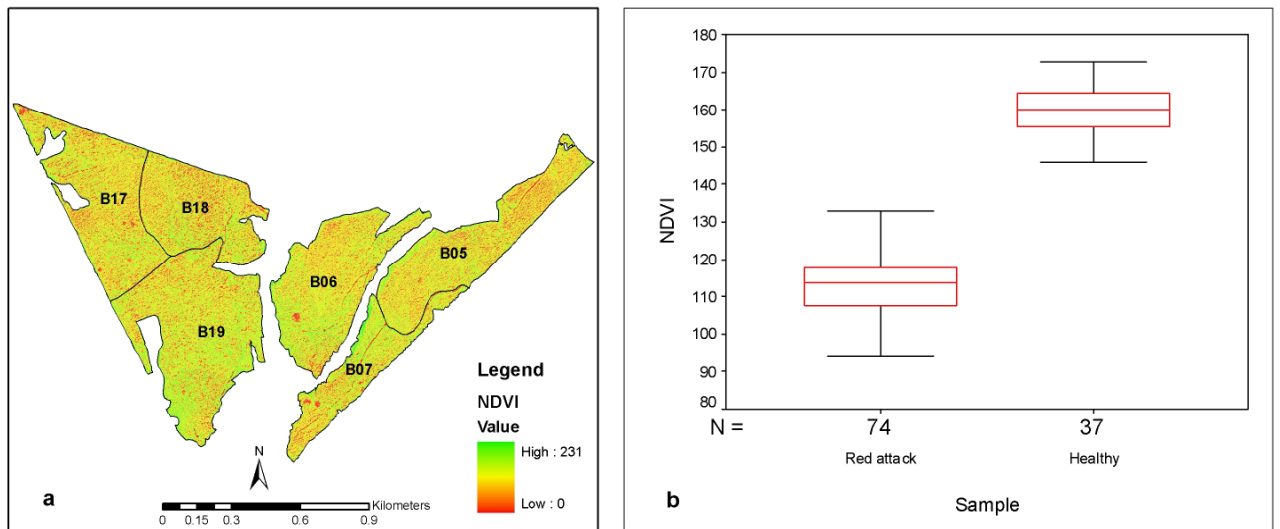 B17
B18
B05
B06
B19
B07
Legend
NDVI
Value
High : 231
Low : 0
N
a
Kilometers
0 0.15 0.3 0.6 0.9
180
170
160
150
140
130
120
110
100
90
80
NDVI
N = 74 37
Red attack Healthy
b
Sample